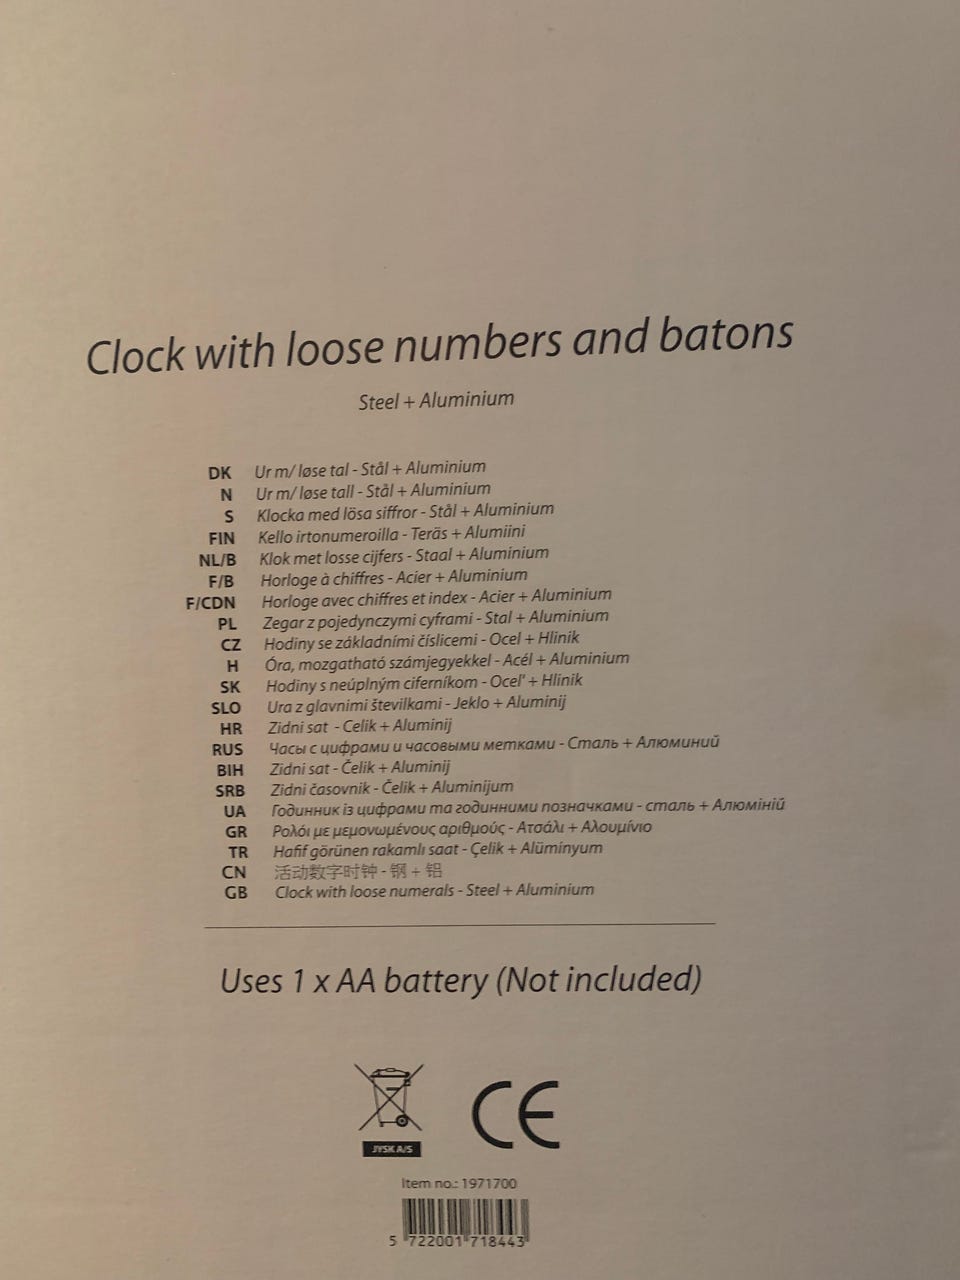 Clock with loose numbers and batons
Steel + Aluminium
DK Ur m/ løse tal - Stål + Aluminium
N Ur m/ løse tall - Stål + Aluminium
S Klocka med lösa siffror - Stål + Aluminium
FIN Kello irtonumeroilla - Teräs + Alumiini
NL/B Klok met losse cijfers - Staal + Aluminium
F/B Horloge à chiffres - Acier + Aluminium
F/CDN Horloge avec chiffres et index - Acier + Aluminium
PL Zegar z pojedynczymi cyframi - Stal + Aluminium
CZ Hodiny se základními číslicemi - Ocel + Hliník
H Óra, mozgatható számjegyekkel - Acél + Aluminium
SK Hodiny s neúplným ciferníkom - Oceľ + Hliník
SLO Ura z glavnimi številkami - Jeklo + Aluminij
HR Zidni sat - Celik + Aluminij
RUS Часы с цифрами и часовыми метками - Сталь + Алюминий
BIH Zidni sat - Čelik + Aluminij
SRB Zidni časovnik - Čelik + Aluminijum
UA Годинник із цифрами та годинними позначками - сталь + Алюміній
GR Ρολόι με μεμονωμένους αριθμούς - Ατσάλι + Αλουμίνιο
TR Hafif görünen rakamlı saat - Çelik + Alüminyum
CN 活动数字时钟 - 钢 + 铝
GB Clock with loose numerals - Steel + Aluminium
Uses 1 x AA battery (Not included)
CE
JYSK A/S
Item no.: 1971700
5 722001 718443